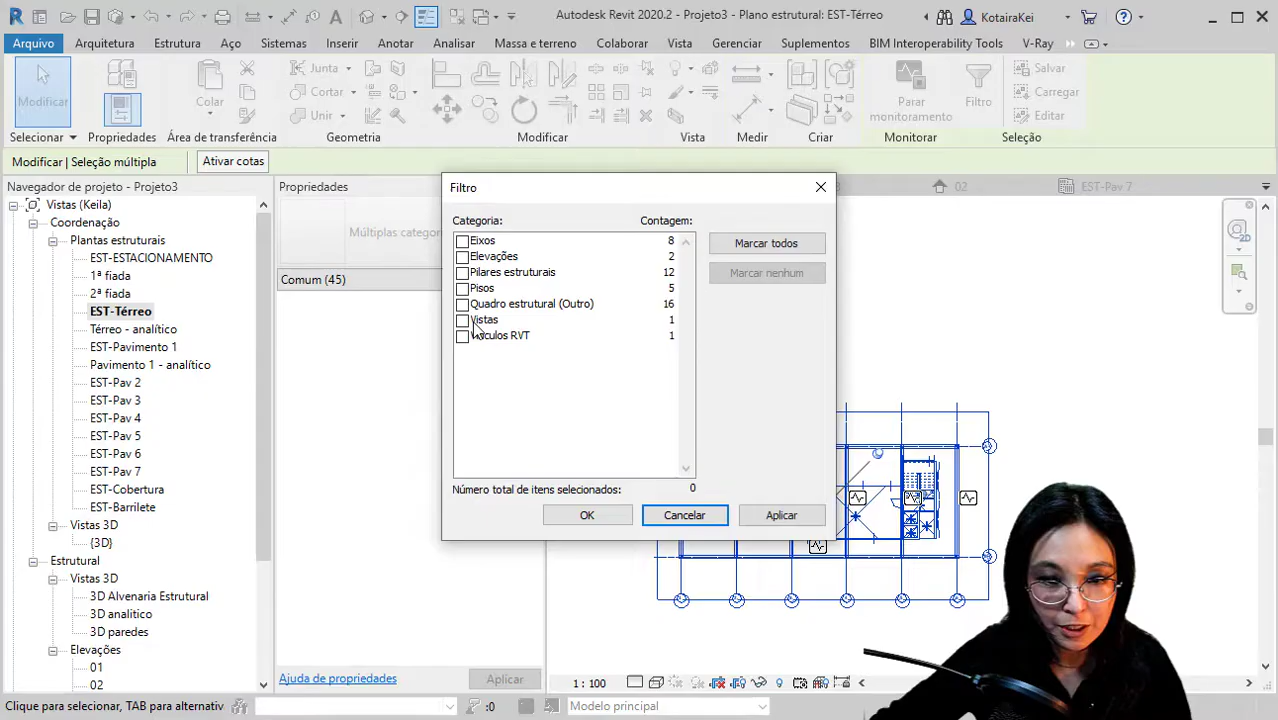 Autodesk Revit 2020.2 - Projeto3 - Plano estrutural: EST-Térreo
KotairaKei
Arquivo Arquitetura Estrutura Aço Sistemas Inserir Anotar Analisar Massa e terreno Colaborar Vista Gerenciar Suplementos BIM Interoperability Tools V-Ray
Junta
Cortar
Unir
Salvar
Carregar
Editar
Modificar
Colar
Parar
monitoramento
Filtro
Selecionar Propriedades Área de transferência Geometria Modificar Vista Medir Criar Monitorar Seleção
Modificar | Seleção múltipla Ativar cotas
Navegador de projeto - Projeto3
Vistas (Keila)
Coordenação
Plantas estruturais
EST-ESTACIONAMENTO
1ª fiada
2ª fiada
EST-Térreo
Térreo - analítico
EST-Pavimento 1
Pavimento 1 - analítico
EST-Pav 2
EST-Pav 3
EST-Pav 4
EST-Pav 5
EST-Pav 6
EST-Pav 7
EST-Cobertura
EST-Barrilete
Vistas 3D
{3D}
Estrutural
Vistas 3D
3D Alvenaria Estrutural
3D analítico
3D paredes
Elevações
01
02
Propriedades
Comum (45)
Ajuda de propriedades
Aplicar
02
EST-Pav 7
2D
Filtro
Categoria: Contagem:
Eixos 8
Elevações 2
Pilares estruturais 12
Pisos 5
Quadro estrutural (Outro) 16
Vistas 1
RVT 1
Marcar todos
Marcar nenhum
Número total de itens selecionados: 0
OK Cancelar Aplicar
1 : 100
Clique para selecionar, TAB para alternativ
:0
Modelo principal